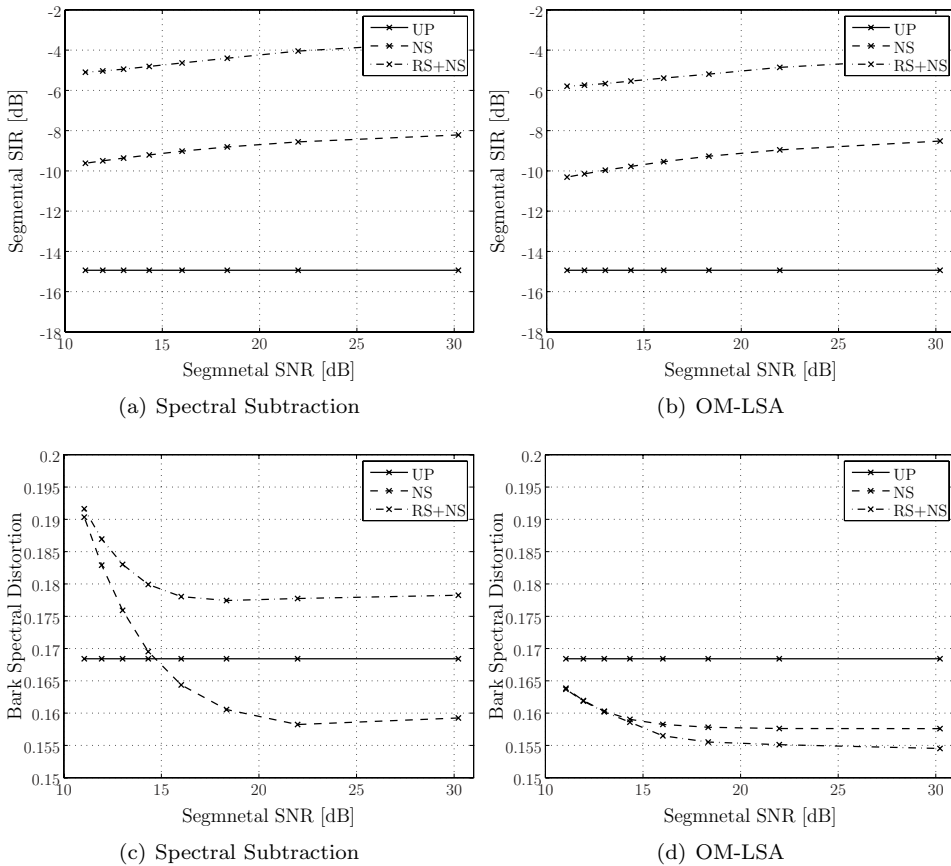 -2
-4
-6
-8
-10
-12
-14
-16
-18
10
15
20
25
30
Segmental SIR [dB]
Segmnetal SNR [dB]
UP
NS
RS+NS
(a) Spectral Subtraction
-2
-4
-6
-8
-10
-12
-14
-16
-18
10
15
20
25
30
Segmental SIR [dB]
Segmnetal SNR [dB]
UP
NS
RS+NS
(b) OM-LSA
0.2
0.195
0.19
0.185
0.18
0.175
0.17
0.165
0.16
0.155
0.15
10
15
20
25
30
Bark Spectral Distortion
Segmnetal SNR [dB]
UP
NS
RS+NS
(c) Spectral Subtraction
0.2
0.195
0.19
0.185
0.18
0.175
0.17
0.165
0.16
0.155
0.15
10
15
20
25
30
Bark Spectral Distortion
Segmnetal SNR [dB]
UP
NS
RS+NS
(d) OM-LSA